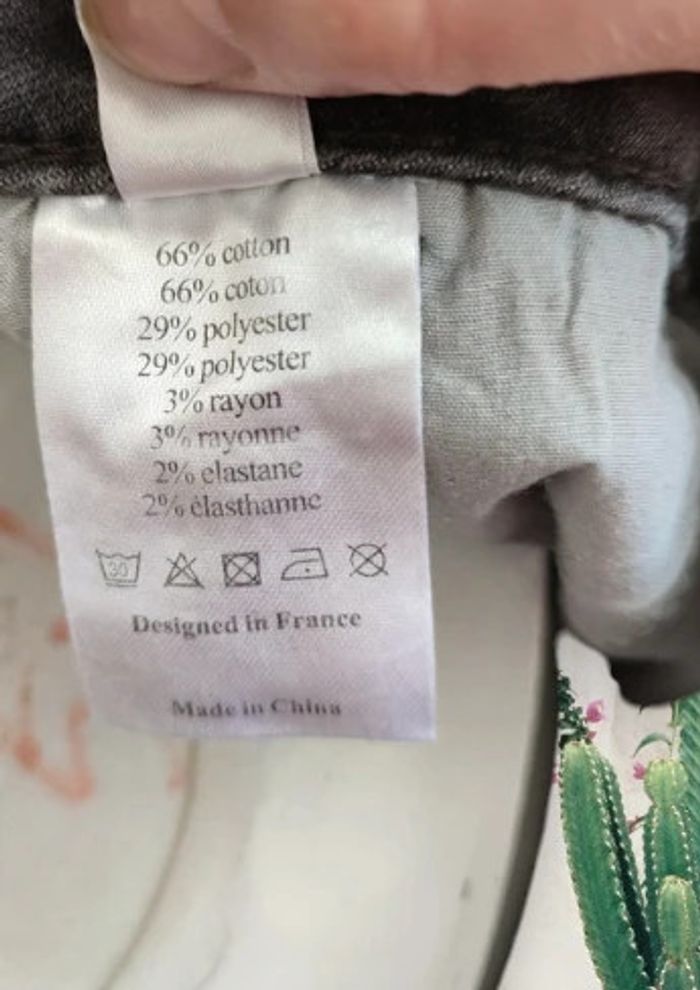 66% cotton
66% coton
29% polyester
29% polyester
3% rayon
3% rayonne
2% elastane
2% élasthanne
30
Designed in France
Made in China